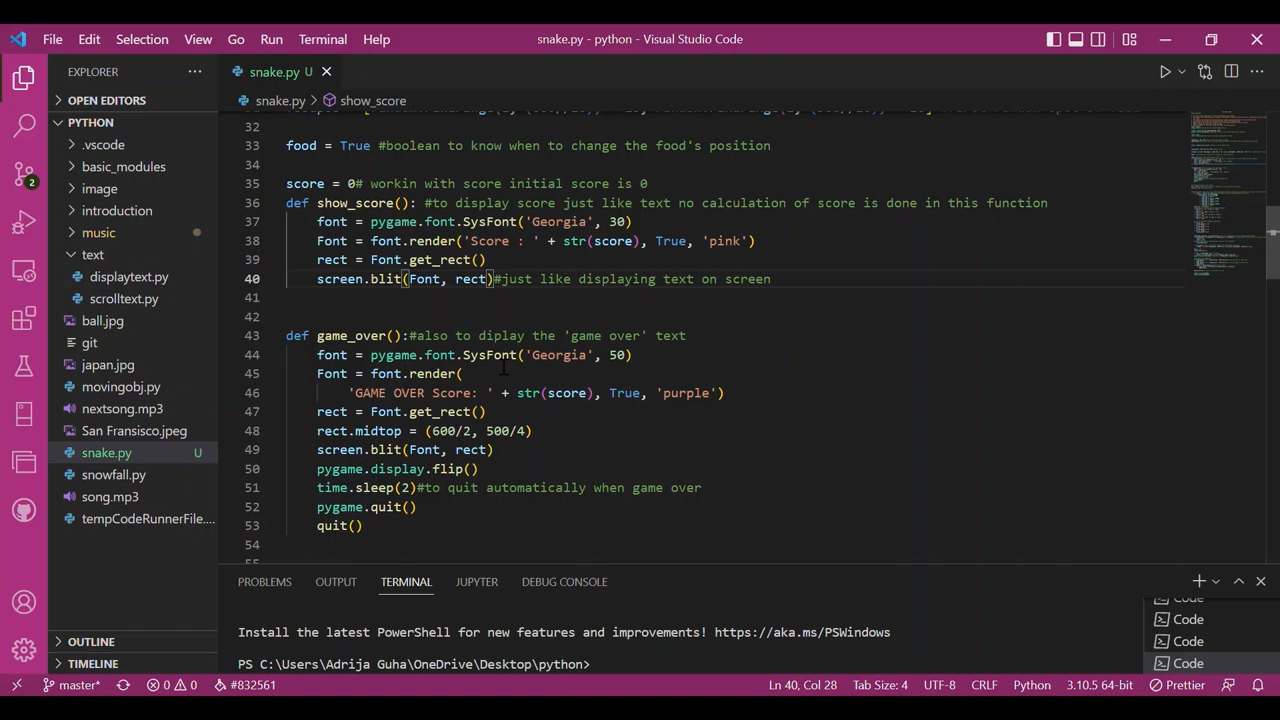 File Edit Selection View Go Run Terminal Help snake.py - python - Visual Studio Code
EXPLORER
snake.py U
OPEN EDITORS
snake.py > show_score
PYTHON
.vscode
basic_modules
image
introduction
music
text
displaytext.py
scrolltext.py
ball.jpg
git
japan.jpg
movingobj.py
nextsong.mp3
San Fransisco.jpeg
snake.py U
snowfall.py
song.mp3
tempCodeRunnerFile....
OUTLINE
TIMELINE
2
32
33 food = True #boolean to know when to change the food's position
34
35 score = 0# workin with score initial score is 0
36 def show_score(): #to display score just like text no calculation of score is done in this function
37 font = pygame.font.SysFont('Georgia', 30)
38 Font = font.render('Score : ' + str(score), True, 'pink')
39 rect = Font.get_rect()
40 screen.blit(Font, rect)#just like displaying text on screen
41
42
43 def game_over():#also to diplay the 'game over' text
44 font = pygame.font.SysFont('Georgia', 50)
45 Font = font.render(
46 'GAME OVER Score: ' + str(score), True, 'purple')
47 rect = Font.get_rect()
48 rect.midtop = (600/2, 500/4)
49 screen.blit(Font, rect)
50 pygame.display.flip()
51 time.sleep(2)#to quit automatically when game over
52 pygame.quit()
53 quit()
54
PROBLEMS OUTPUT TERMINAL JUPYTER DEBUG CONSOLE
Install the latest PowerShell for new features and improvements! https://aka.ms/PSWindows
PS C:\Users\Adrija Guha\OneDrive\Desktop\python>
Code
Code
Code
Code
master* 0 0 #832561 Ln 40, Col 28 Tab Size: 4 UTF-8 CRLF Python 3.10.5 64-bit Prettier